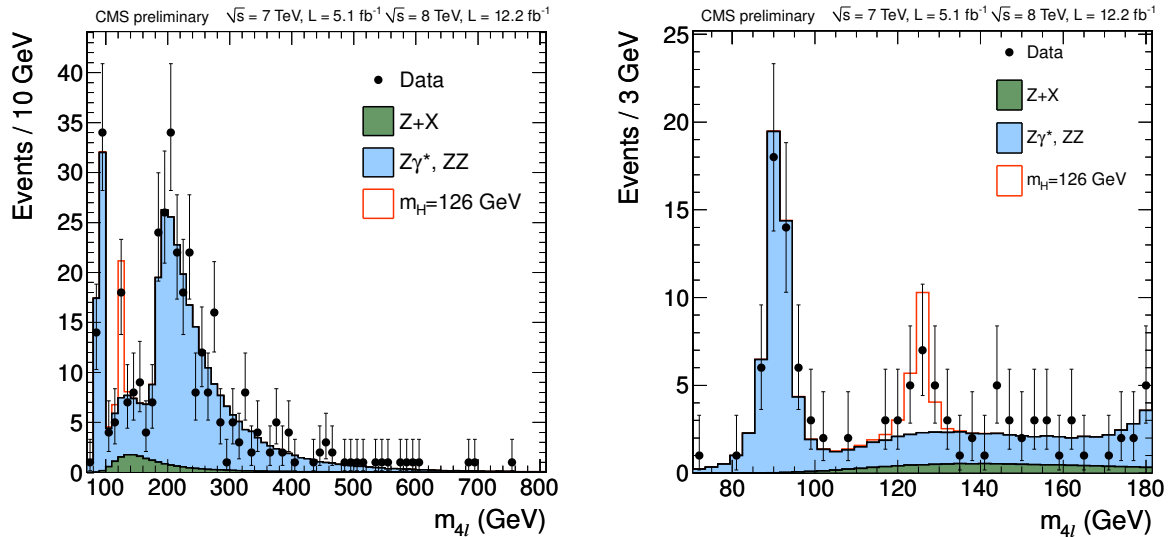 CMS preliminary √s = 7 TeV, L = 5.1 fb⁻¹ √s = 8 TeV, L = 12.2 fb⁻¹
Events / 10 GeV
40
35
30
25
20
15
10
5
0
Data
Z+X
Zγ*, ZZ
m_H=126 GeV
100 200 300 400 500 600 700 800
m_4l (GeV)
CMS preliminary √s = 7 TeV, L = 5.1 fb⁻¹ √s = 8 TeV, L = 12.2 fb⁻¹
Events / 3 GeV
25
20
15
10
5
0
Data
Z+X
Zγ*, ZZ
m_H=126 GeV
80 100 120 140 160 180
m_4l (GeV)